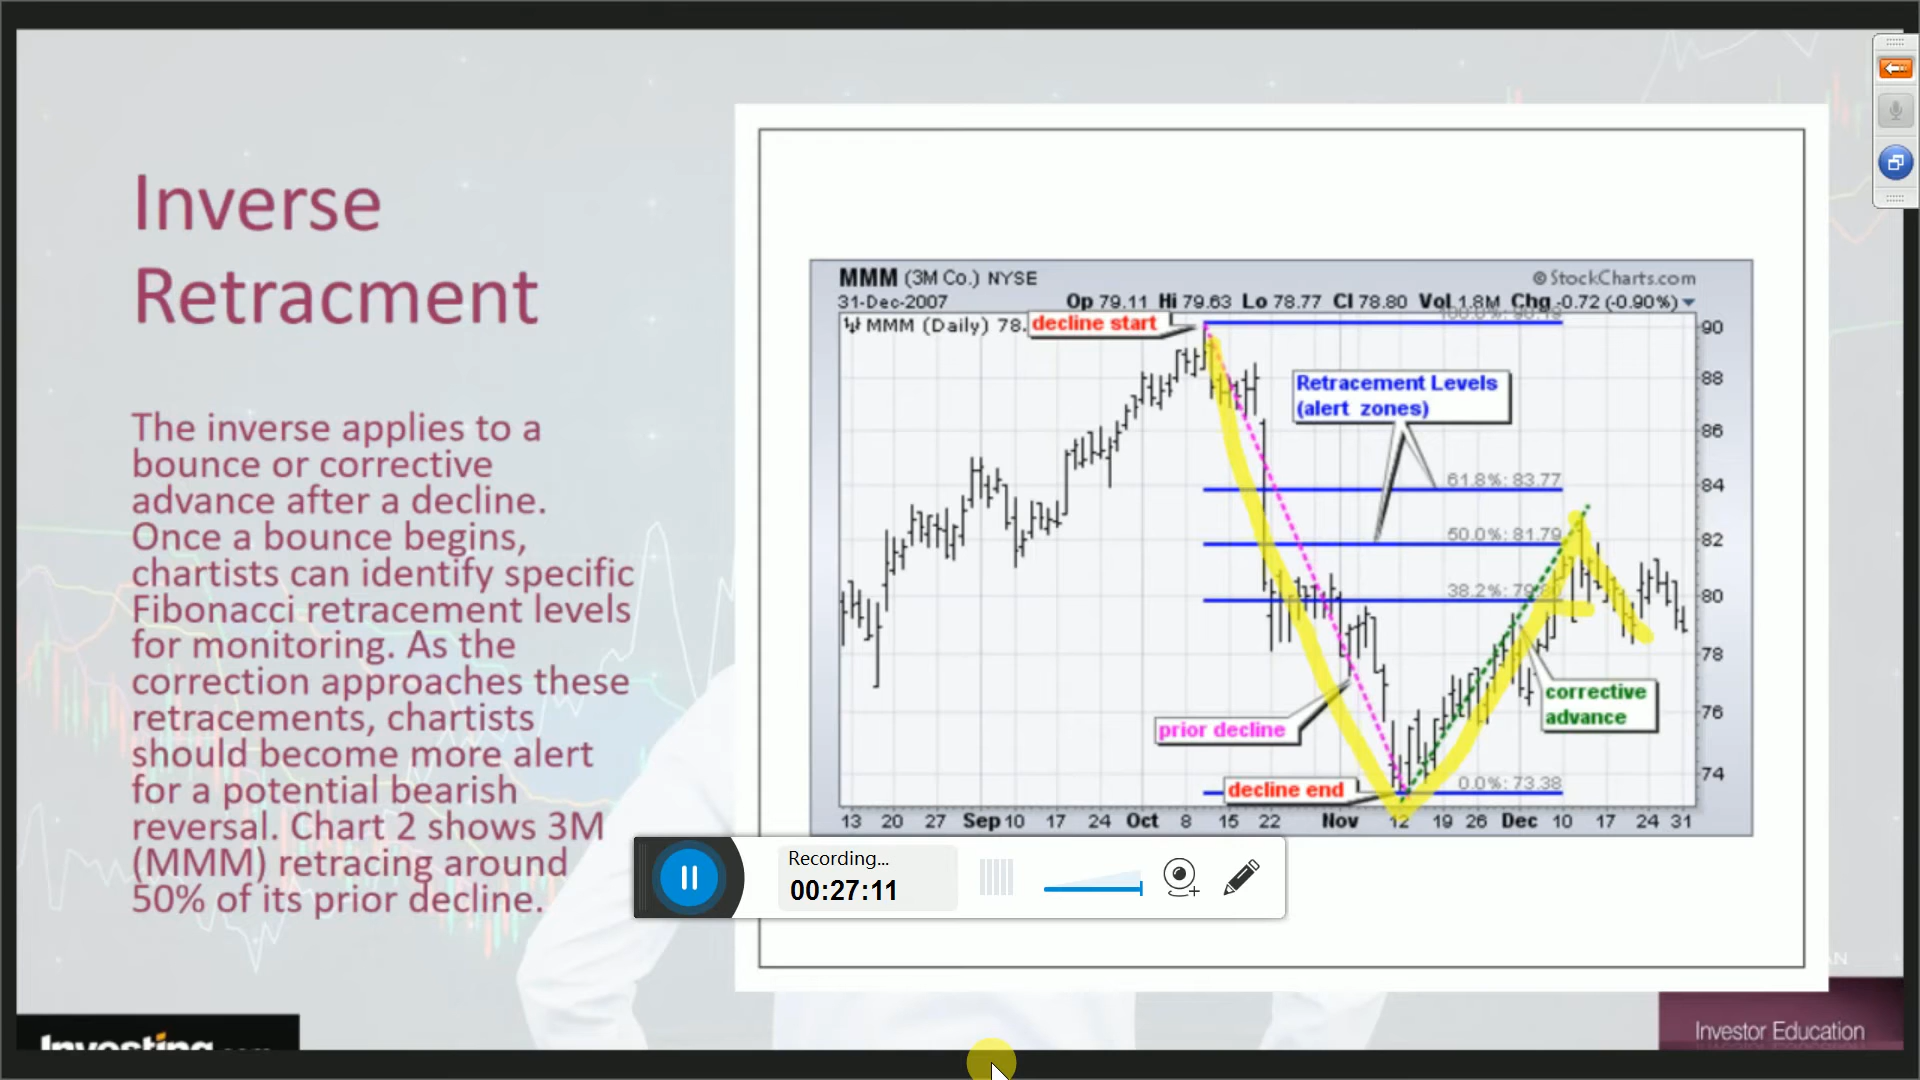 Inverse
Retracment
The inverse applies to a
bounce or corrective
advance after a decline.
Once a bounce begins,
chartists can identify specific
Fibonacci retracement levels
for monitoring. As the
correction approaches these
retracements, chartists
should become more alert
for a potential bearish
reversal. Chart 2 shows 3M
(MMM) retracing around
50% of its prior decline.
MMM (3M Co.) NYSE
© StockCharts.com
31-Dec-2007
Op 79.11 Hi 79.63 Lo 78.77 Cl 78.80 Vol 1.8M Chg -0.72 (-0.90%)
MMM (Daily) 78.
decline start
Retracement Levels
(alert zones)
61.8%: 83.77
50.0%: 81.79
38.2%:
prior decline
corrective
advance
decline end
0.0%: 73.38
90
88
86
84
82
80
78
76
74
13 20 27 Sep 10 17 24 Oct 8 15 22 Nov 12 19 26 Dec 10 17 24 31
Recording...
00:27:11
Investing.com
Investor Education